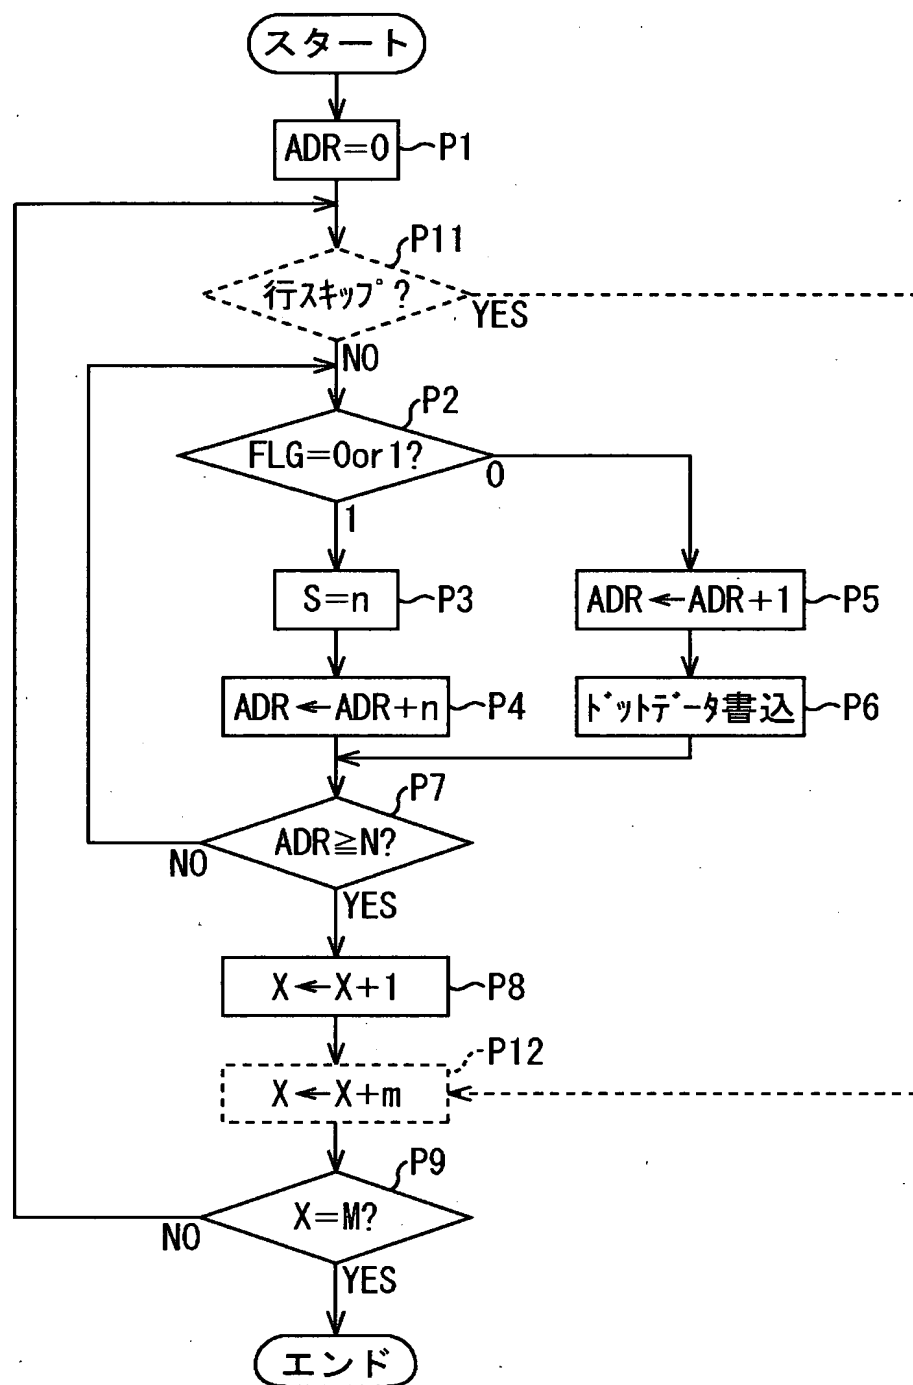 スタート
ADR=0
P1
P11
行スキップ?
YES
NO
P2
FLG=0or1?
0
1
S=n
P3
ADR←ADR+1
P5
ADR←ADR+n
P4
ドットデータ書込
P6
P7
ADR≧N?
NO
YES
X←X+1
P8
P12
X←X+m
P9
X=M?
NO
YES
エンド